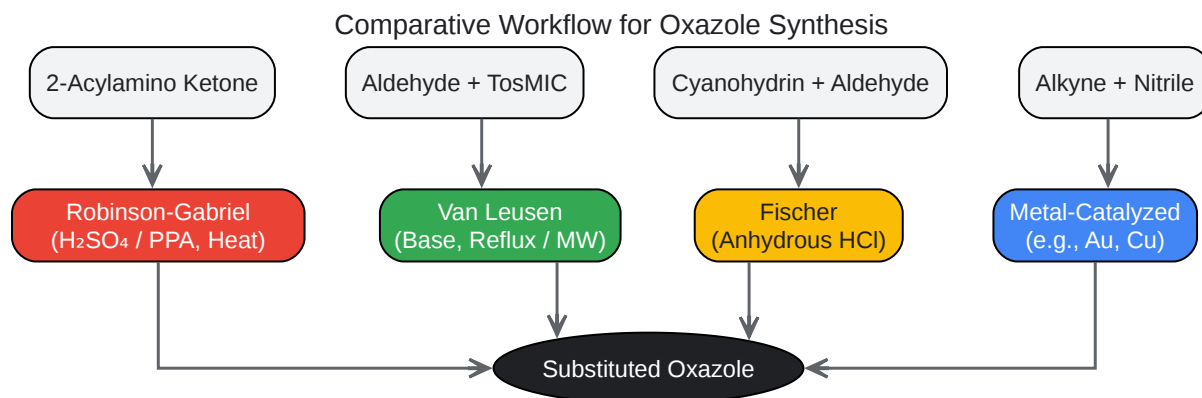 Comparative Workflow for Oxazole Synthesis
2-Acylamino Ketone
Aldehyde + TosMIC
Cyanohydrin + Aldehyde
Alkyne + Nitrile
Robinson-Gabriel
(H₂SO₄ / PPA, Heat)
Van Leusen
(Base, Reflux / MW)
Fischer
(Anhydrous HCl)
Metal-Catalyzed
(e.g., Au, Cu)
Substituted Oxazole